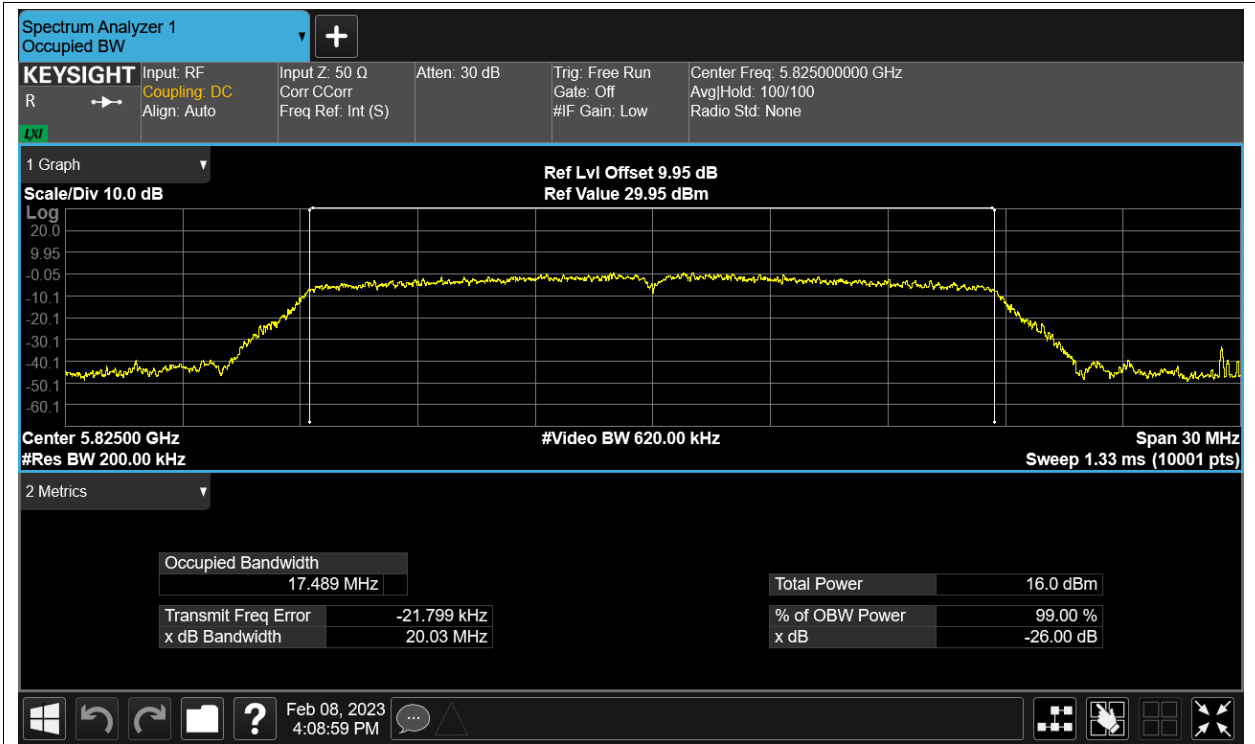 Spectrum Analyzer 1
Occupied BW
KEYSIGHT
R
LXI
Input: RF
Coupling: DC
Align: Auto
Input Z: 50 Ω
Corr CCorr
Freq Ref: Int (S)
Atten: 30 dB
Trig: Free Run
Gate: Off
#IF Gain: Low
Center Freq: 5.825000000 GHz
Avg|Hold: 100/100
Radio Std: None
1 Graph
Scale/Div 10.0 dB
Ref Lvl Offset 9.95 dB
Ref Value 29.95 dBm
Log
20.0
9.95
-0.05
-10.1
-20.1
-30.1
-40.1
-50.1
-60.1
Center 5.82500 GHz
#Video BW 620.00 kHz
Span 30 MHz
#Res BW 200.00 kHz
Sweep 1.33 ms (10001 pts)
2 Metrics
Occupied Bandwidth
17.489 MHz
Total Power 16.0 dBm
Transmit Freq Error -21.799 kHz
% of OBW Power 99.00 %
x dB Bandwidth 20.03 MHz
x dB -26.00 dB
?
Feb 08, 2023
4:08:59 PM